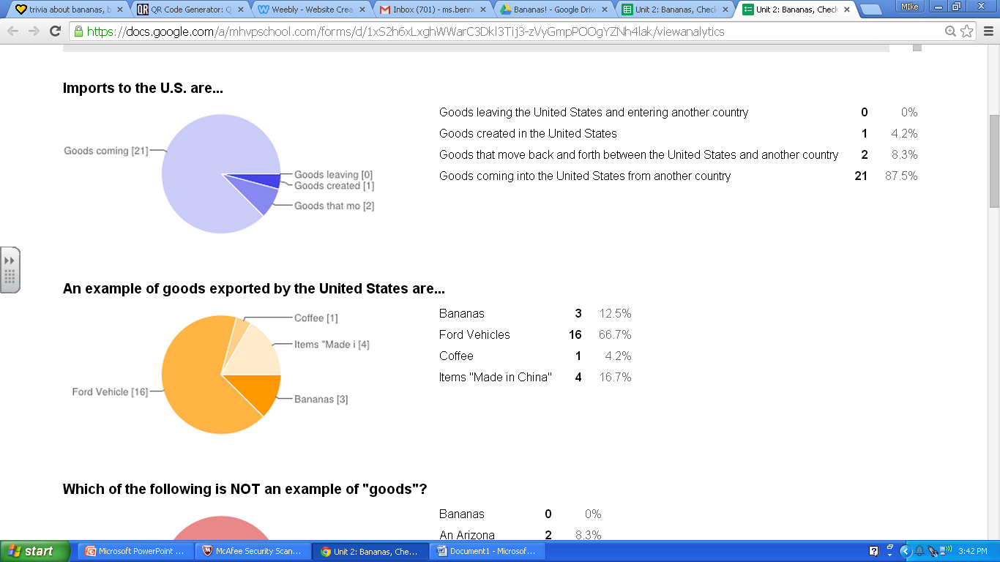 trivia about bananas, b
QR Code Generator: Q
Weebly - Website Crea
Inbox (701) - ms.benn
Bananas! - Google Driv
Unit 2: Bananas, Check
Unit 2: Bananas, Check
MIke
https://docs.google.com/a/mhvpschool.com/forms/d/1xS2h6xLxghWWarC3Dkl3Tij3-zVyGmpPOOgYZNh4lak/viewanalytics
Imports to the U.S. are...
Goods coming [21]
Goods leaving [0]
Goods created [1]
Goods that mo [2]
Goods leaving the United States and entering another country 0 0%
Goods created in the United States 1 4.2%
Goods that move back and forth between the United States and another country 2 8.3%
Goods coming into the United States from another country 21 87.5%
An example of goods exported by the United States are...
Coffee [1]
Items "Made i [4]
Ford Vehicle [16]
Bananas [3]
Bananas 3 12.5%
Ford Vehicles 16 66.7%
Coffee 1 4.2%
Items "Made in China" 4 16.7%
Which of the following is NOT an example of "goods"?
Bananas 0 0%
An Arizona 2 8.3%
start
Microsoft PowerPoint ...
McAfee Security Scan...
Unit 2: Bananas, Che...
Document1 - Microsof...
3:42 PM